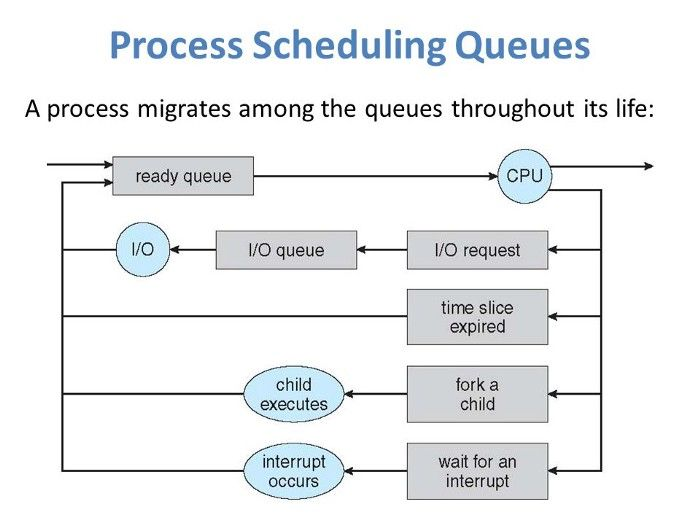 Process Scheduling Queues
A process migrates among the queues throughout its life:
ready queue
CPU
I/O
I/O queue
I/O request
time slice
expired
child
executes
fork a
child
interrupt
occurs
wait for an
interrupt